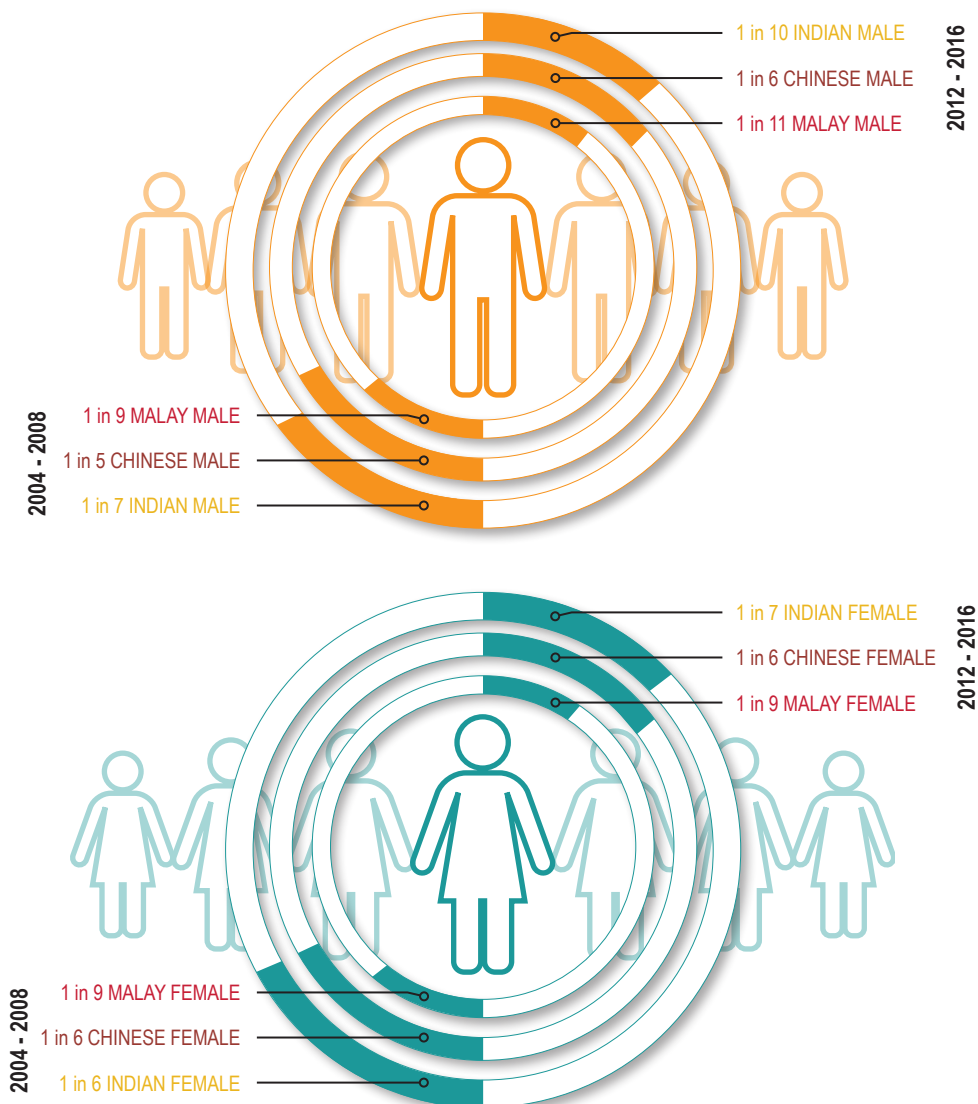 1 in 10 INDIAN MALE
1 in 6 CHINESE MALE
1 in 11 MALAY MALE
2012 - 2016
1 in 9 MALAY MALE
1 in 5 CHINESE MALE
1 in 7 INDIAN MALE
2004 - 2008
1 in 7 INDIAN FEMALE
1 in 6 CHINESE FEMALE
1 in 9 MALAY FEMALE
2012 - 2016
1 in 9 MALAY FEMALE
1 in 6 CHINESE FEMALE
1 in 6 INDIAN FEMALE
2004 - 2008